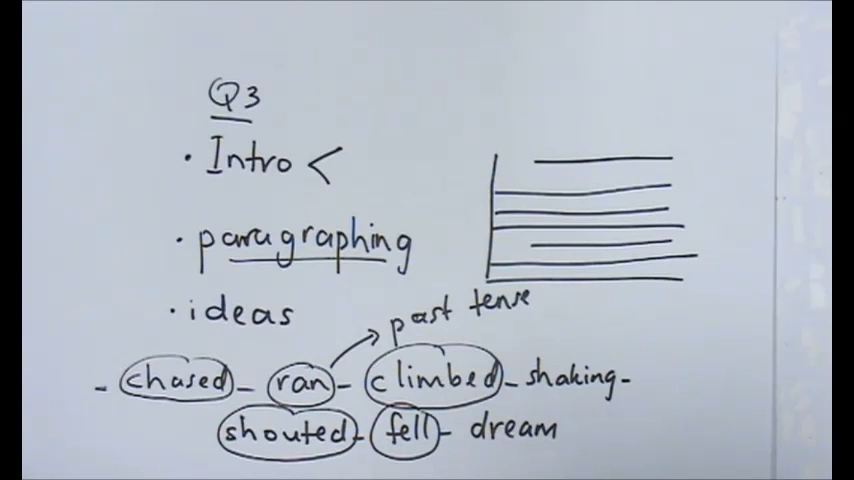 Q3
· Intro <
· paragraphing
· ideas
past tense
- chased - ran - climbed - shaking -
shouted - fell - dream